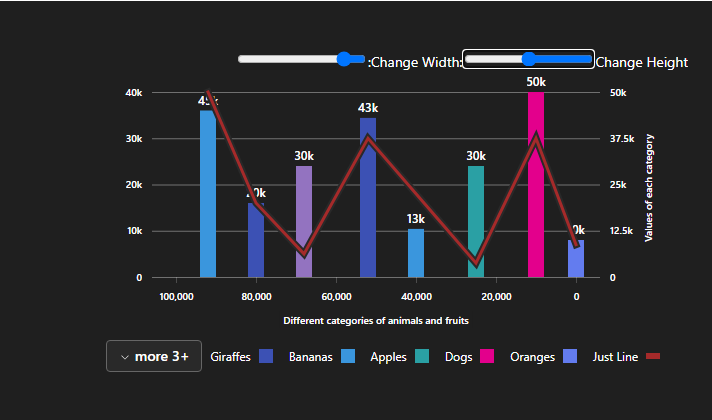 :Change Width: Change Height
50k
45k
43k
30k
30k
20k
13k
40k
30k
20k
10k
0
50k
37.5k
25k
12.5k
0
Values of each category
100,000 80,000 60,000 40,000 20,000 0
Different categories of animals and fruits
more 3+ Giraffes Bananas Apples Dogs Oranges Just Line